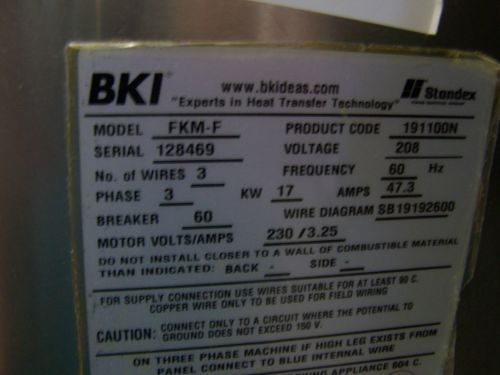 BKI www.bkideas.com Standex
"Experts in Heat Transfer Technology"
MODEL FKM-F PRODUCT CODE 191100N
SERIAL 128469 VOLTAGE 208
No. of WIRES 3 FREQUENCY 60 Hz
PHASE 3 KW 17 AMPS 47.3
BREAKER 60 WIRE DIAGRAM SB19192600
MOTOR VOLTS/AMPS 230 /3.25
DO NOT INSTALL CLOSER TO A WALL OF COMBUSTIBLE MATERIAL
THAN INDICATED: BACK - SIDE -
FOR SUPPLY CONNECTION USE WIRES SUITABLE FOR AT LEAST 90 C.
COPPER WIRE ONLY TO BE USED FOR FIELD WIRING
CAUTION: CONNECT ONLY TO A CIRCUIT WHERE THE POTENTIAL TO
GROUND DOES NOT EXCEED 150 V.
ON THREE PHASE MACHINE IF HIGH LEG EXISTS FROM
PANEL CONNECT TO BLUE INTERNAL WIRE
APPLIANCE 604 C.